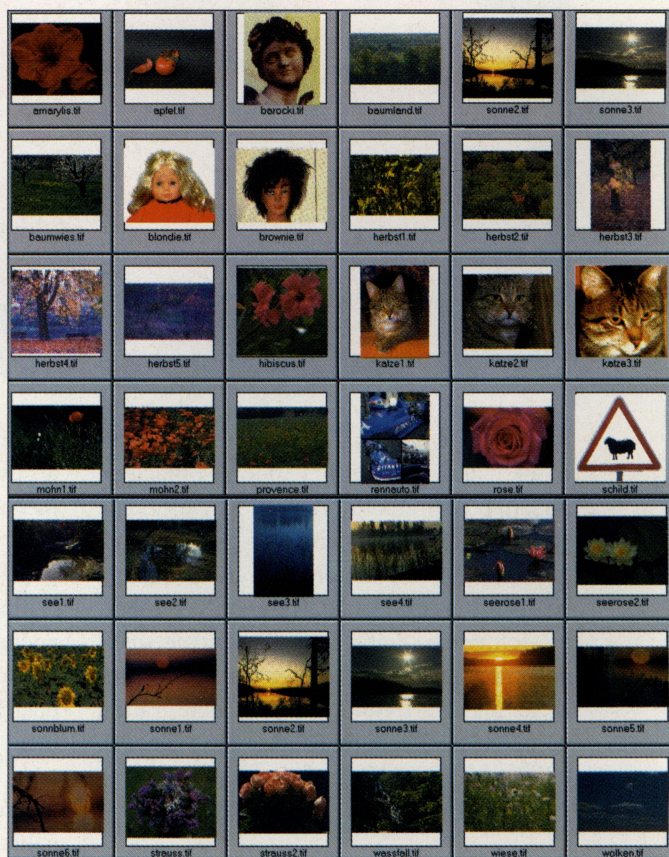 amarylis.tif apfel.tif barocki.tif baumland.tif sonne2.tif sonne3.tif
baumwies.tif blondie.tif brownie.tif herbst1.tif herbst2.tif herbst3.tif
herbst4.tif herbst5.tif hibiscus.tif katze1.tif katze2.tif katze3.tif
mohn1.tif mohn2.tif provence.tif rennauto.tif rose.tif schild.tif
see1.tif see2.tif see3.tif see4.tif seerose1.tif seerose2.tif
sonnblum.tif sonne1.tif sonne2.tif sonne3.tif sonne4.tif sonne5.tif
sonne6.tif strauss.tif strauss2.tif wassfall.tif wiese.tif wolken.tif